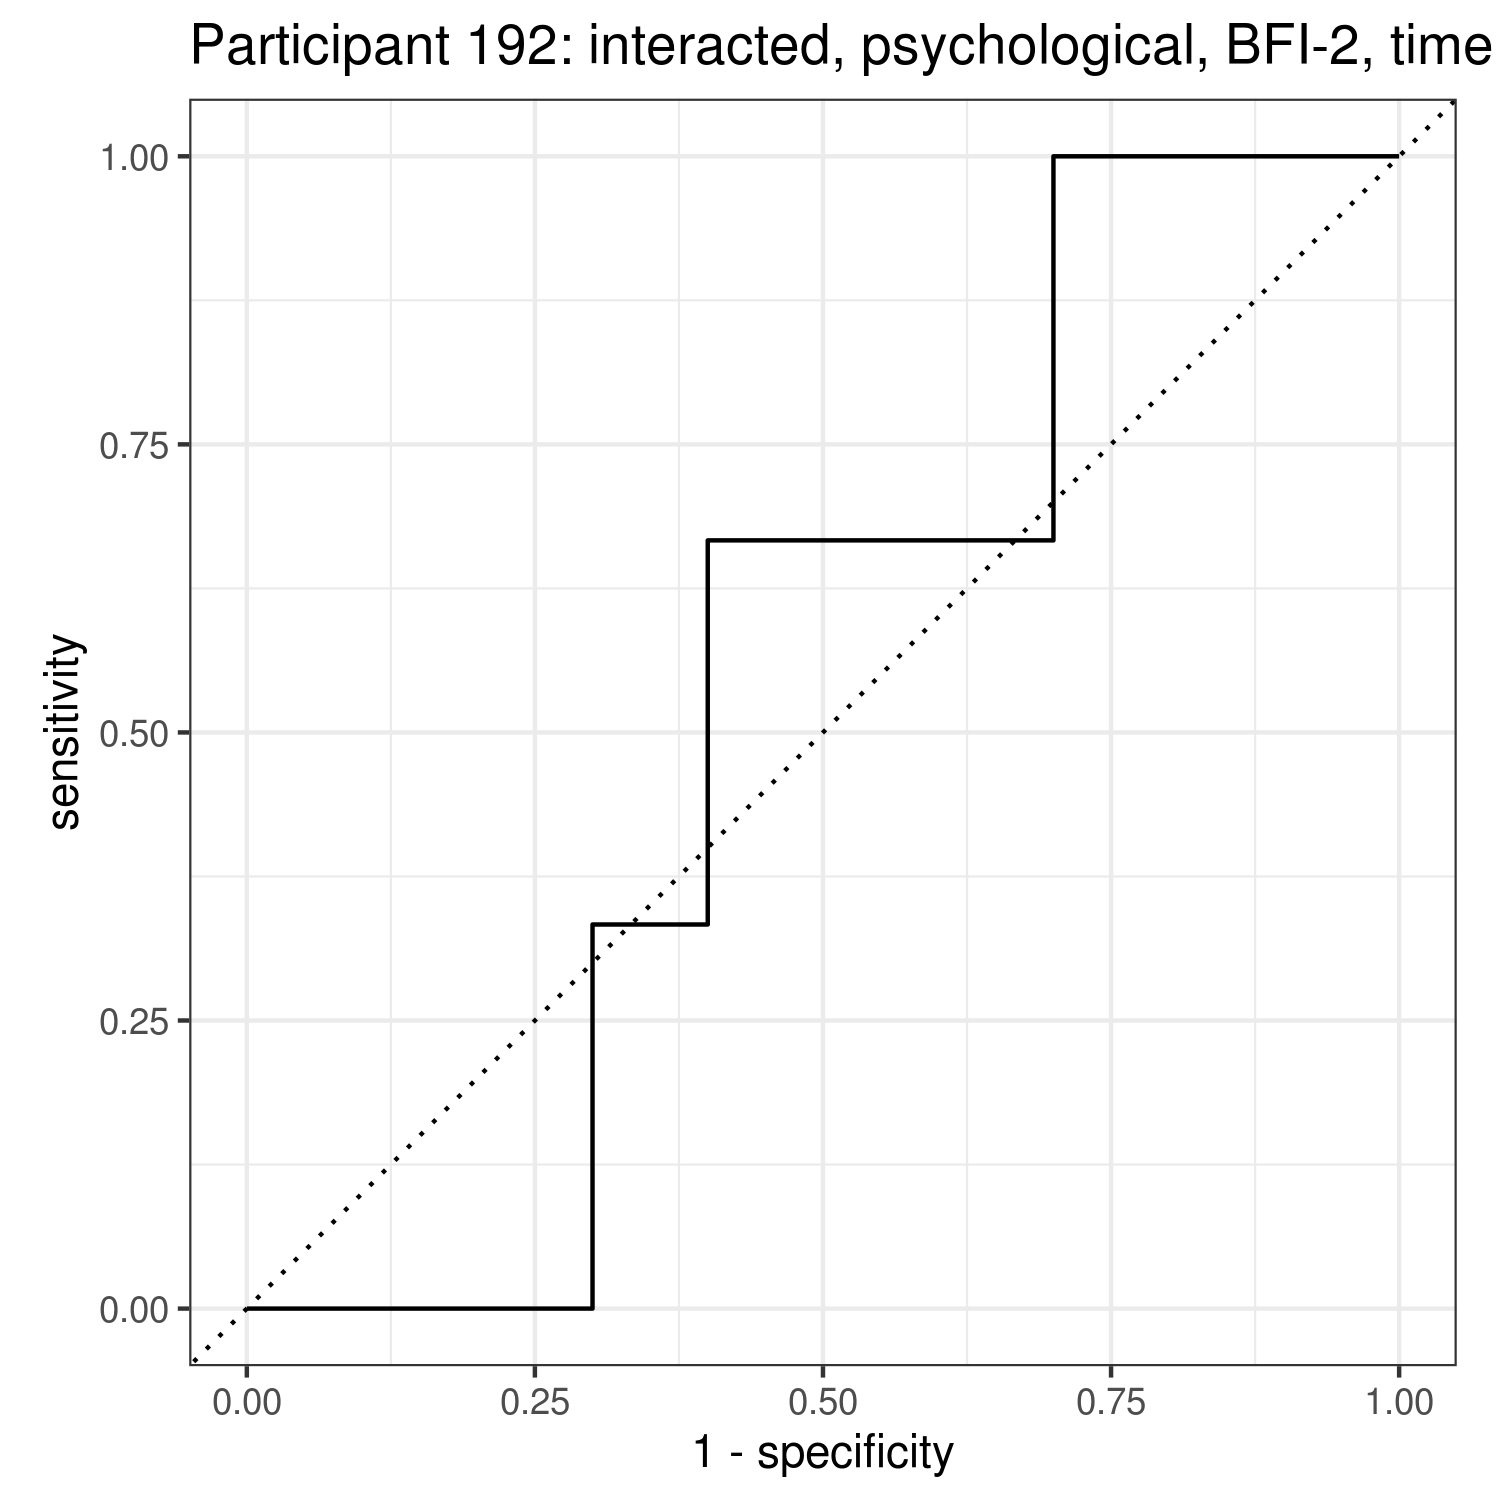 Participant 192: interacted, psychological, BFI-2, time
1.00
0.75
0.50
0.25
0.00
sensitivity
0.00 0.25 0.50 0.75 1.00
1 - specificity